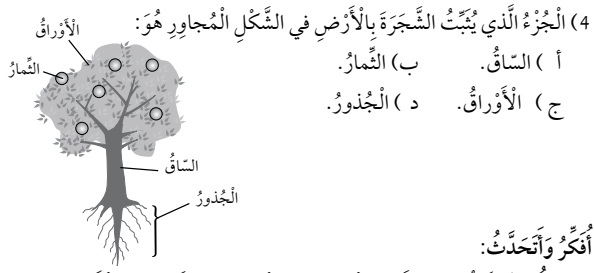 4) الْجُزْءُ الَّذي يُثَبِّتُ الشَّجَرَةَ بِالْأَرْضِ في الشَّكْلِ الْمُجاوِرِ هُوَ:
أ ) السّاقُ. ب) الثِّمارُ.
ج ) الْأَوْراقُ. د ) الْجُذورُ.
الْأَوْراقُ
الثِّمارُ
السّاقُ
الْجُذورُ
أُفَكِّرُ وَأَتَحَدَّثُ: